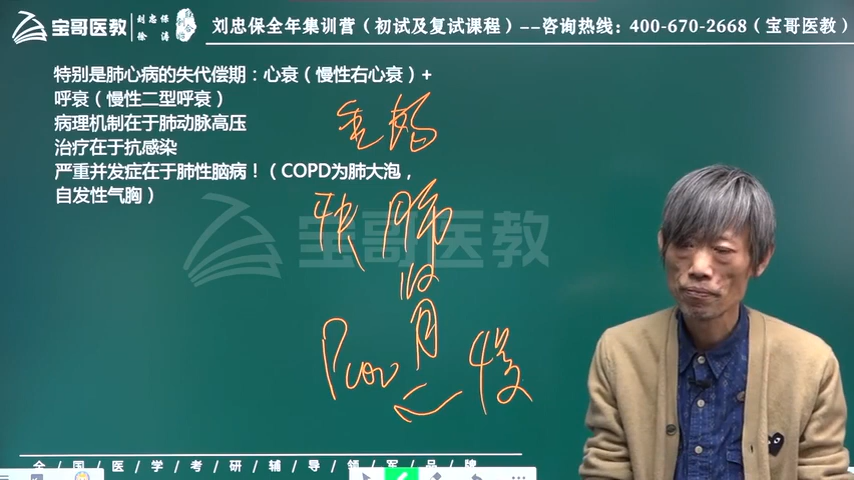 宝哥医教
刘忠保
徐涛
刘忠保全年集训营（初试及复试课程）--咨询热线：400-670-2668（宝哥医教）
特别是肺心病的失代偿期：心衰（慢性右心衰）+
呼衰（慢性二型呼衰）
病理机制在于肺动脉高压
治疗在于抗感染
严重并发症在于肺性脑病！（COPD为肺大泡，
自发性气胸）
宝哥医教
快 肺
慢
全/国/医/学/考/研/辅/导/领/军/品/牌